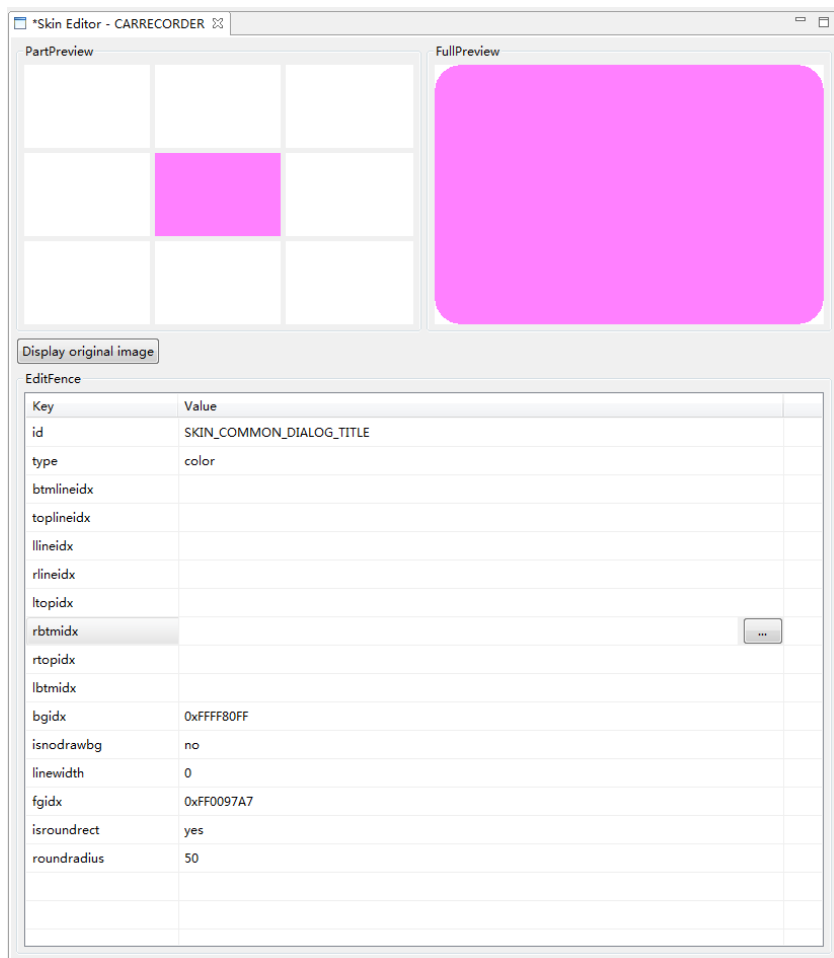 *Skin Editor - CARRECORDER
PartPreview
FullPreview
Display original image
EditFence
Key Value
id SKIN_COMMON_DIALOG_TITLE
type color
btmlineidx
toplineidx
llineidx
rlineidx
ltopidx
rbtmidx ...
rtopidx
lbtmidx
bgidx 0xFFFF80FF
isnodrawbg no
linewidth 0
fgidx 0xFF0097A7
isroundrect yes
roundradius 50